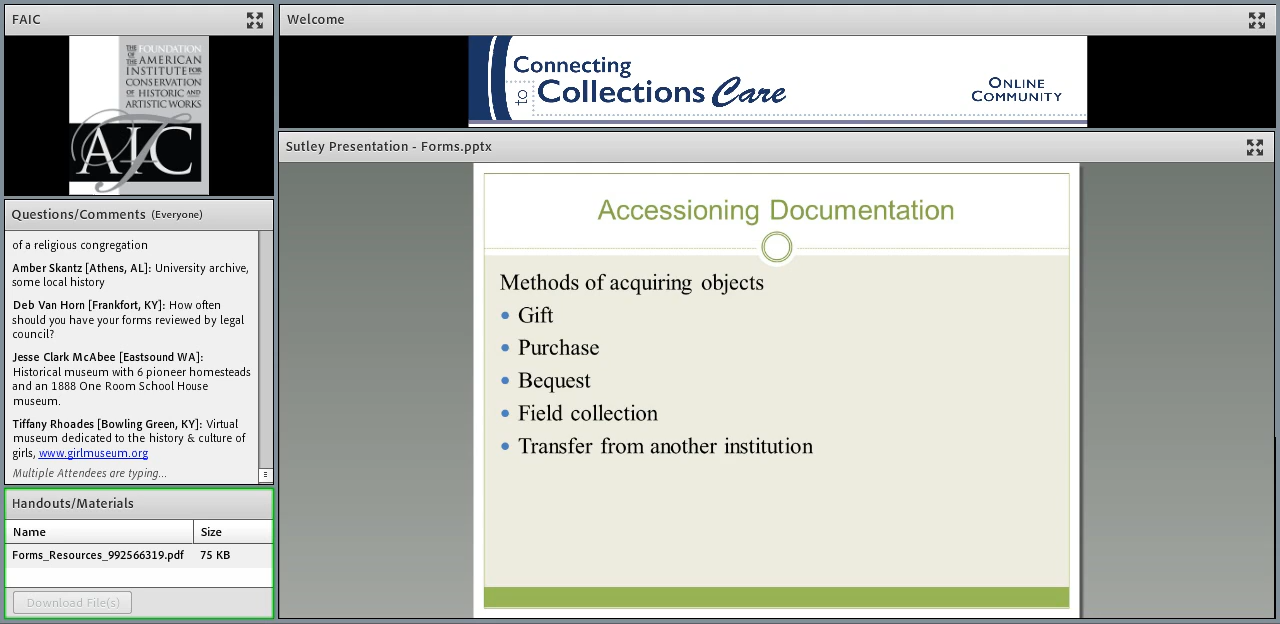 FAIC
THE FOUNDATION
OF THE AMERICAN
INSTITUTE FOR
CONSERVATION
OF HISTORIC AND
ARTISTIC WORKS
AIC
Questions/Comments (Everyone)
of a religious congregation
Amber Skantz [Athens, AL]: University archive,
some local history
Deb Van Horn [Frankfort, KY]: How often
should you have your forms reviewed by legal
council?
Jesse Clark McAbee [Eastsound WA]:
Historical museum with 6 pioneer homesteads
and an 1888 One Room School House
museum.
Tiffany Rhoades [Bowling Green, KY]: Virtual
museum dedicated to the history & culture of
girls, www.girlmuseum.org
Multiple Attendees are typing...
Handouts/Materials
Name Size
Forms_Resources_992566319.pdf 75 KB
Download File(s)
Welcome
Connecting
to Collections Care
ONLINE
COMMUNITY
Sutley Presentation - Forms.pptx
Accessioning Documentation
Methods of acquiring objects
• Gift
• Purchase
• Bequest
• Field collection
• Transfer from another institution